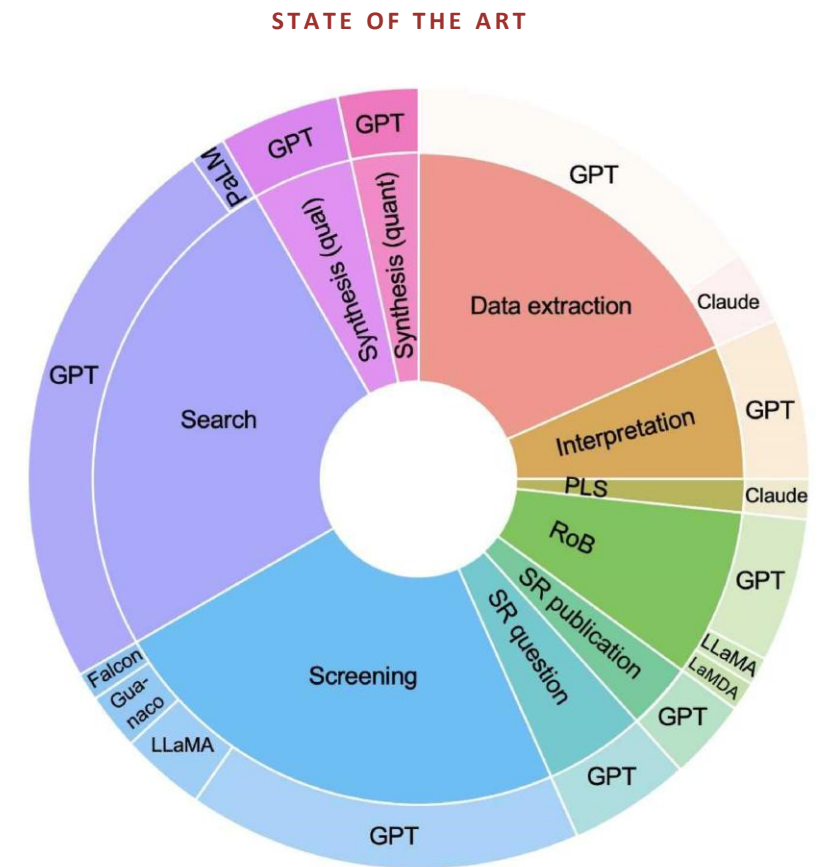 STATE OF THE ART
GPT
Claude
Data extraction
GPT
Interpretation
Claude
PLS
GPT
LLaMA
LaMDA
RoB
GPT
SR publication
GPT
SR question
GPT
LLaMA
Gua-
naco
Falcon
Screening
GPT
PaLM
Search
GPT
Synthesis (qual)
GPT
Synthesis (quant)